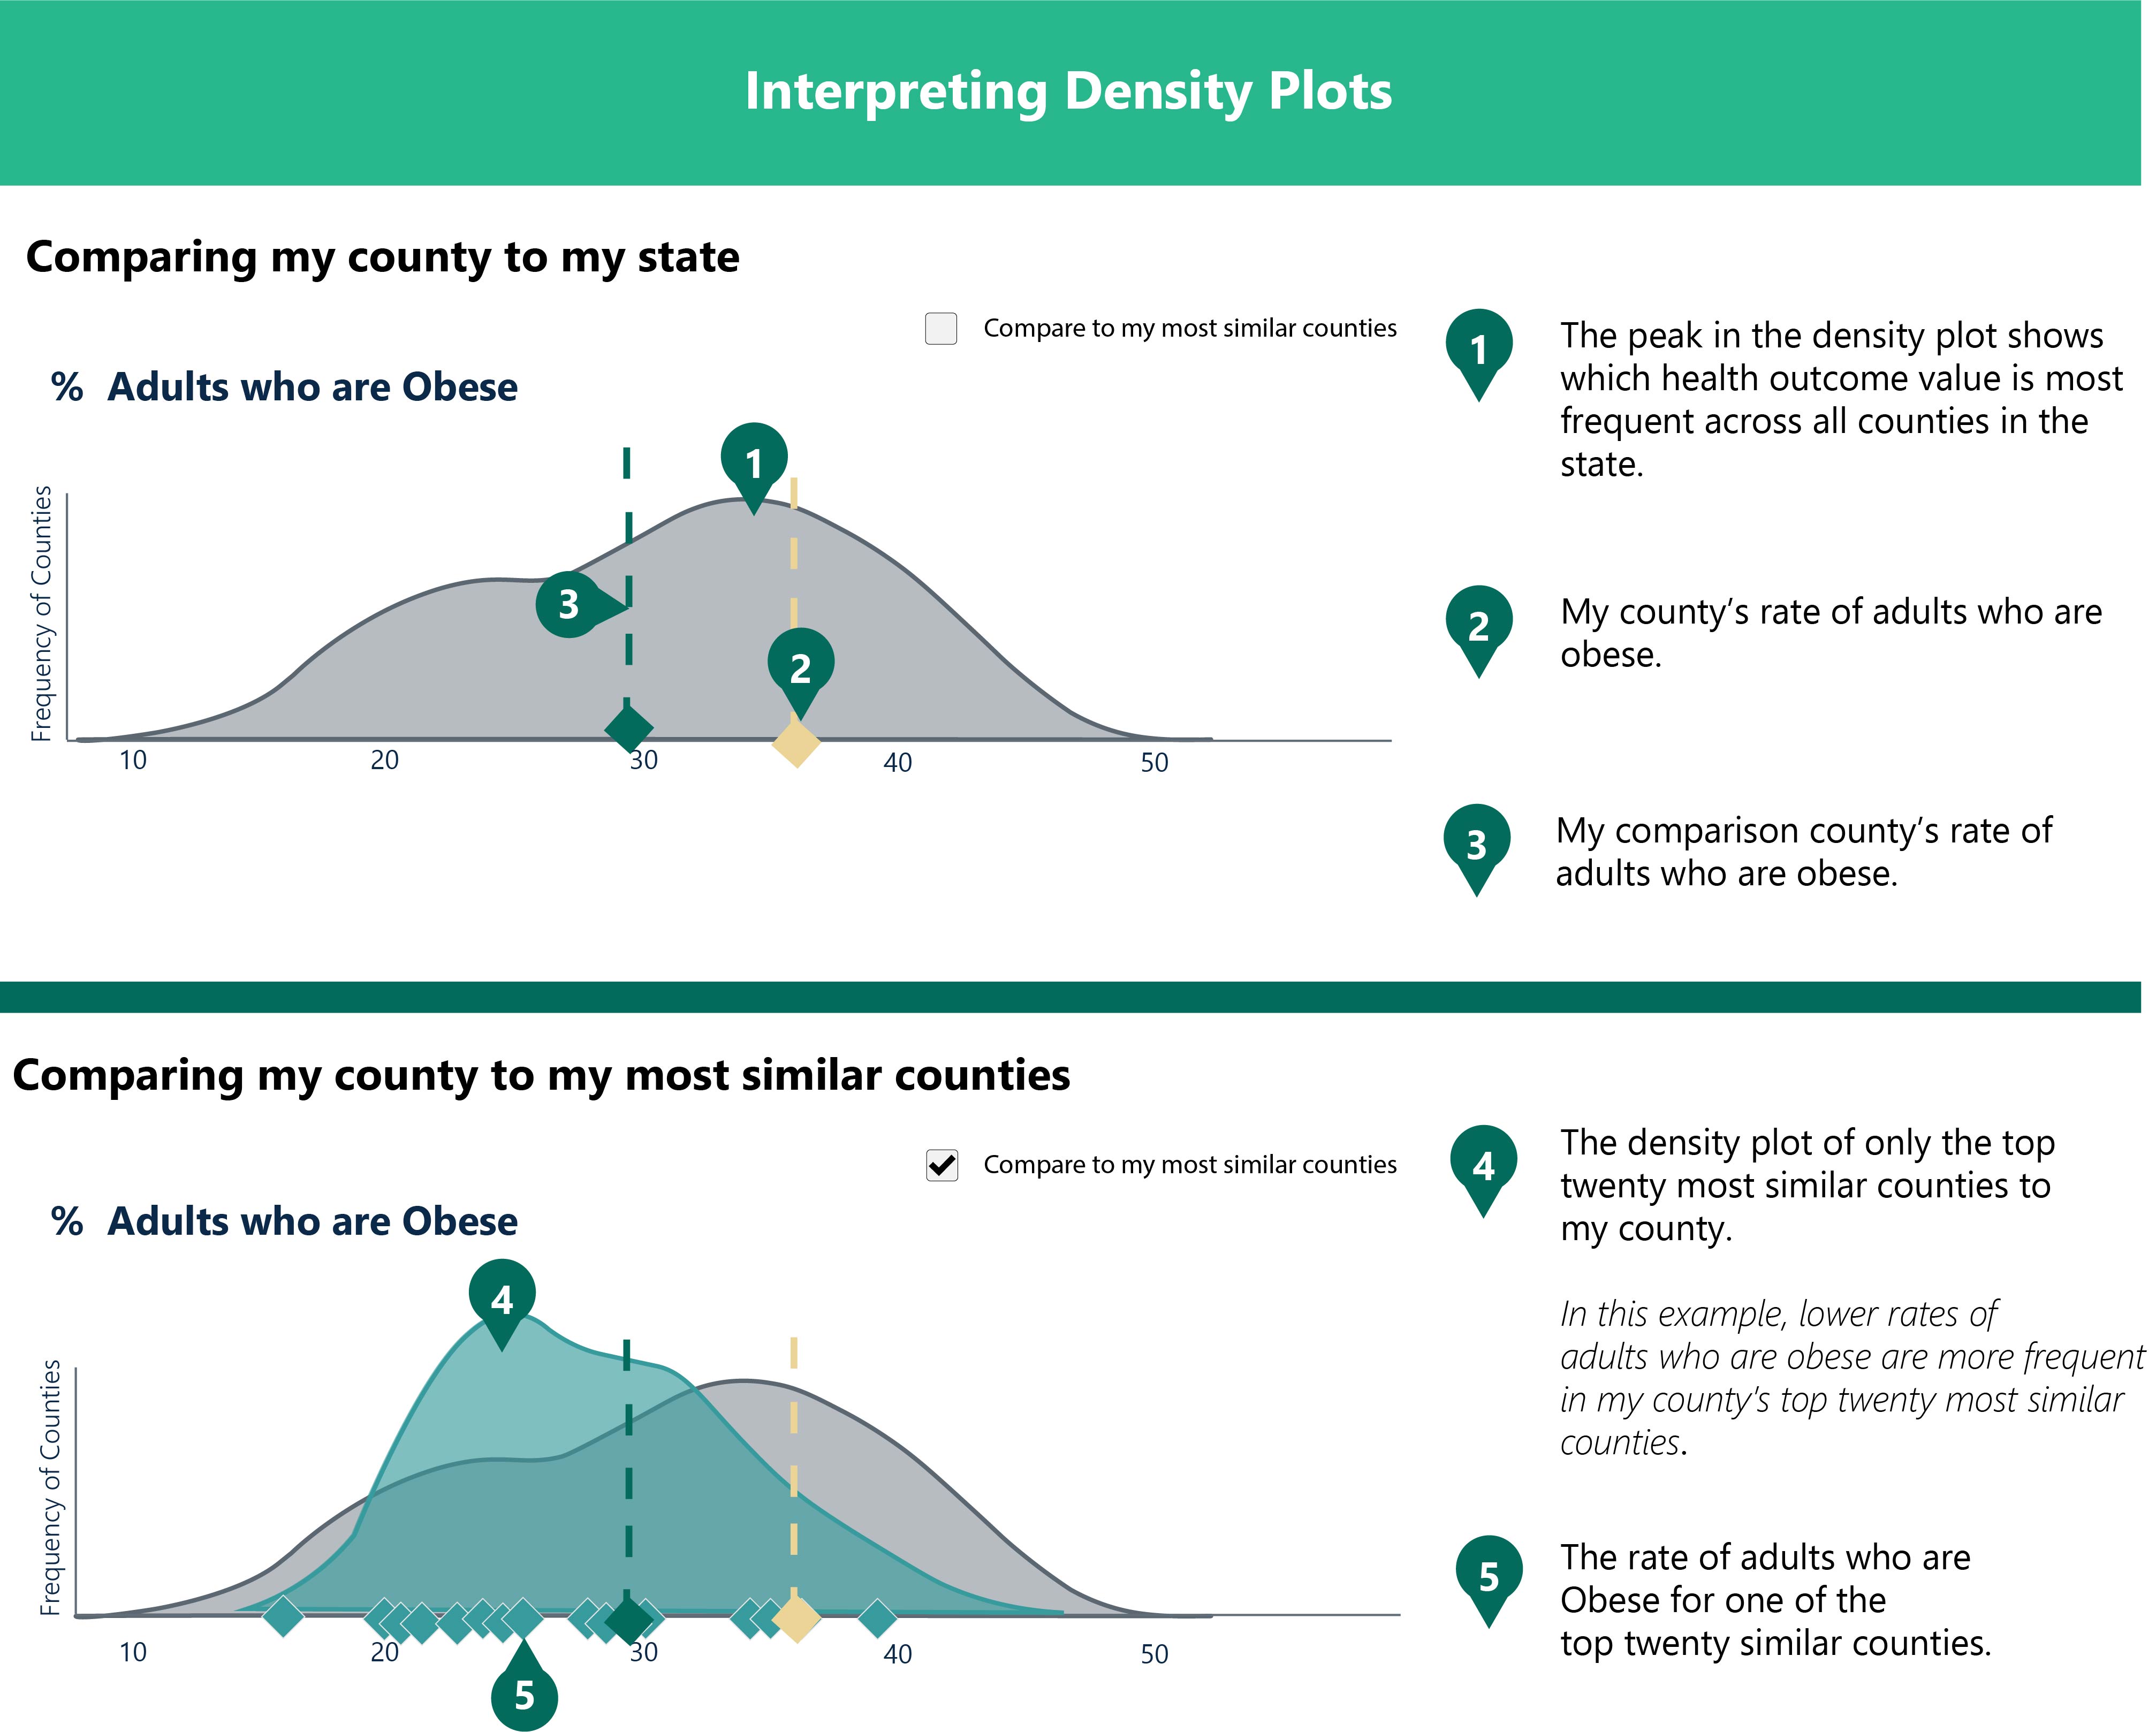 Interpreting Density Plots
Comparing my county to my state
Compare to my most similar counties
% Adults who are Obese
Frequency of Counties
1
2
3
10 20 30 40 50
1
The peak in the density plot shows
which health outcome value is most
frequent across all counties in the
state.
2
My county’s rate of adults who are
obese.
3
My comparison county’s rate of
adults who are obese.
Comparing my county to my most similar counties
Compare to my most similar counties
% Adults who are Obese
4
Frequency of Counties
10 20 30 40 50
5
4
The density plot of only the top
twenty most similar counties to
my county.
In this example, lower rates of
adults who are obese are more frequent
in my county's top twenty most similar
counties.
5
The rate of adults who are
Obese for one of the
top twenty similar counties.